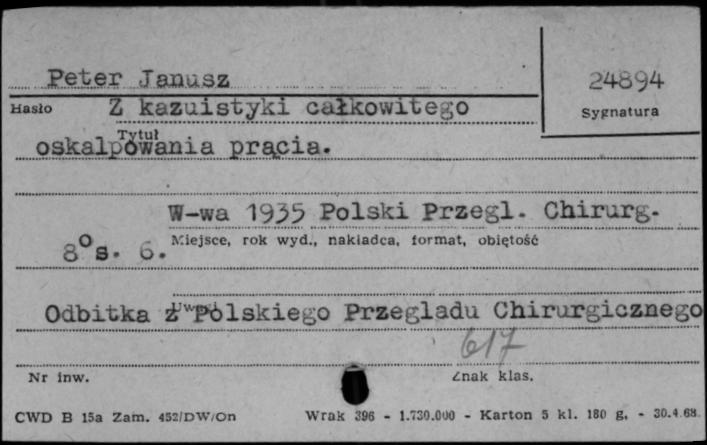 Peter Janusz
24894
Hasło
Z kazuistyki całkowitego
Sygnatura
Tytuł
oskalpowania prącia.
W-wa 1935 Polski Przegl. Chirurg.
Miejsce, rok wyd., nakładca, format, objętość
8° s. 6.
Uwagi
Odbitka z Polskiego Przegladu Chirurgicznego
617
Nr inw.
Znak klas.
CWD B 15a Zam. 452/DW/On
Wrak 396 - 1.730.000 - Karton 5 kl. 180 g. - 30.4.68.